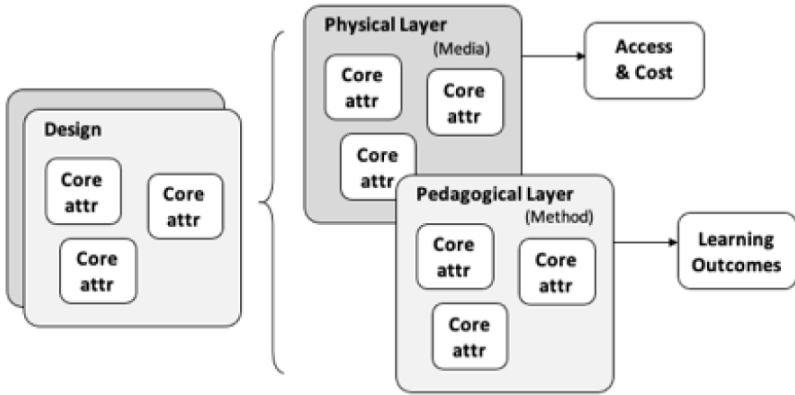 Design
Core
attr
Core
attr
Core
attr
Physical Layer
(Media)
Core
attr
Core
attr
Core
attr
Access
& Cost
Pedagogical Layer
(Method)
Core
attr
Core
attr
Core
attr
Learning
Outcomes